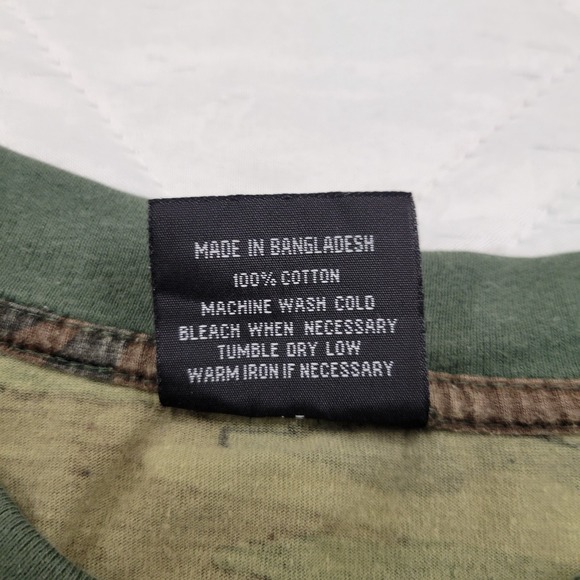 MADE IN BANGLADESH
100% COTTON
MACHINE WASH COLD
BLEACH WHEN NECESSARY
TUMBLE DRY LOW
WARM IRON IF NECESSARY